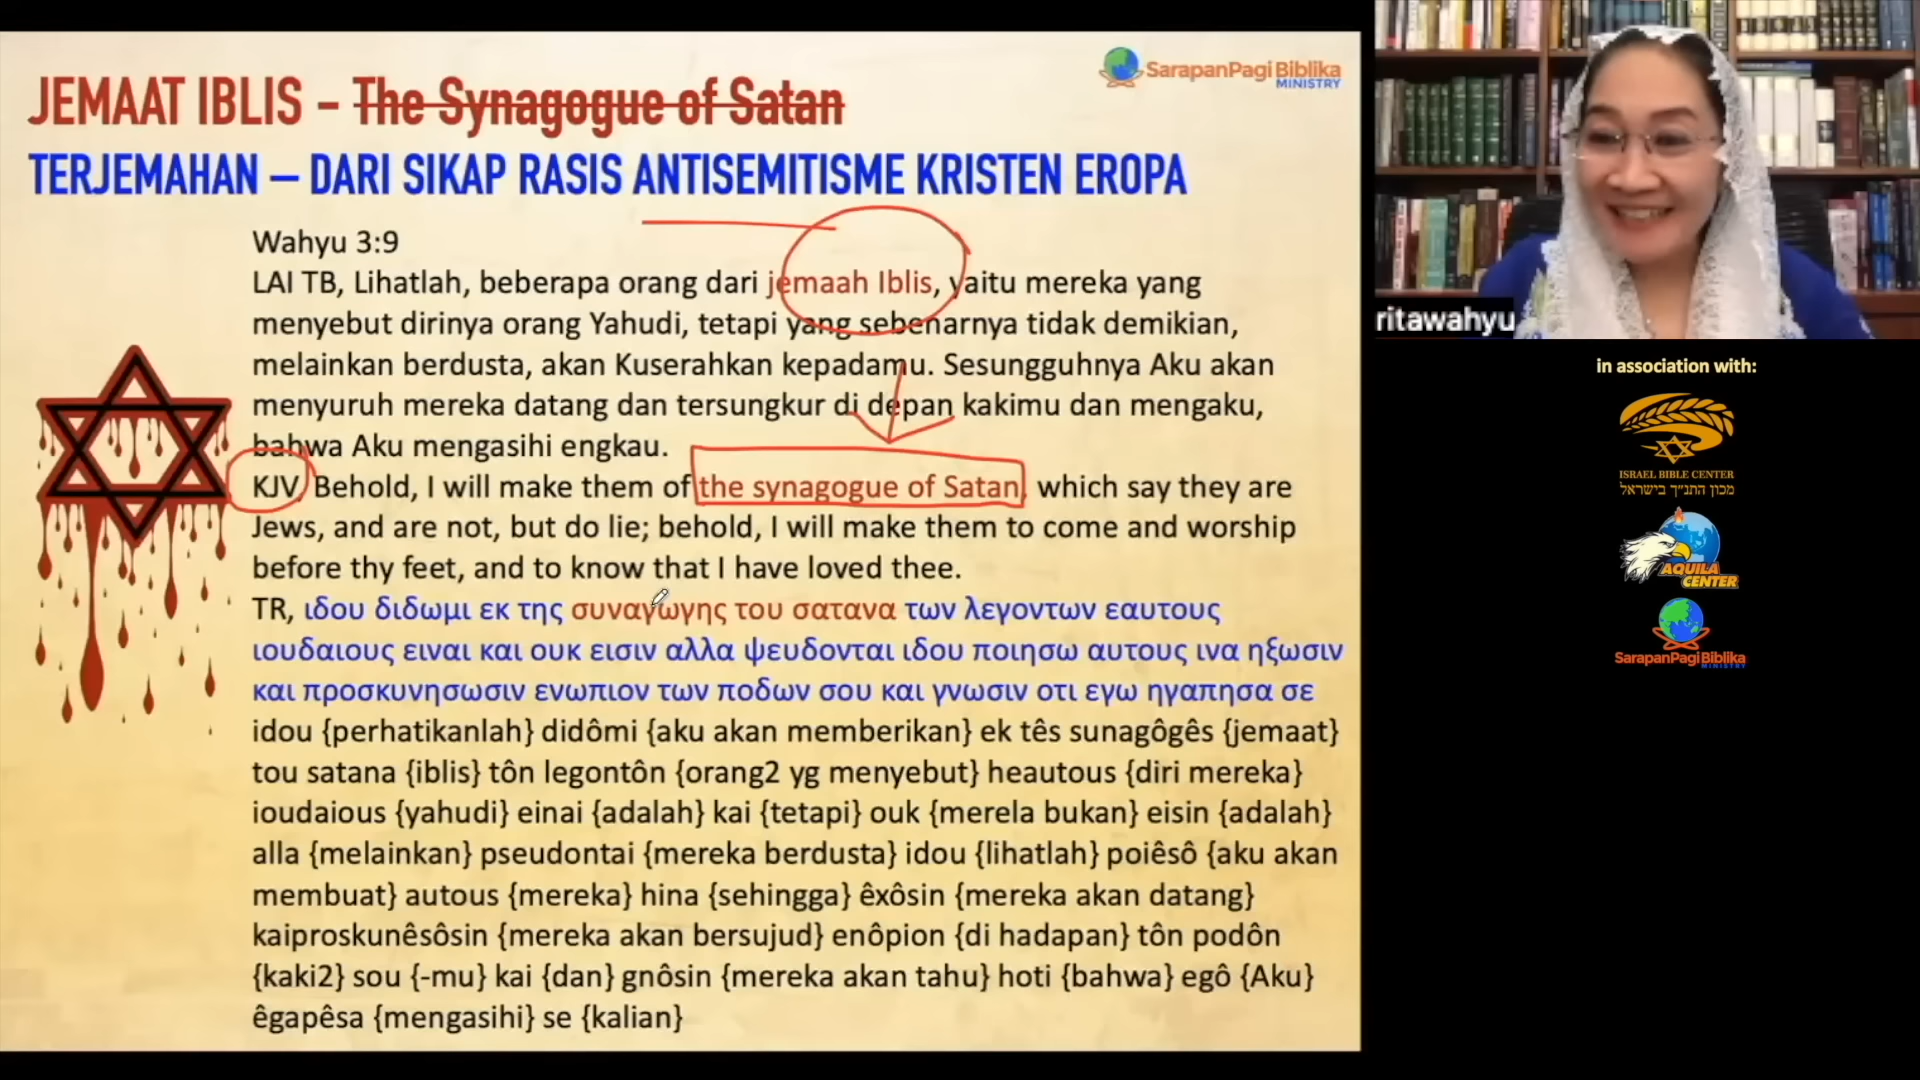 JEMAAT IBLIS - The Synagogue of Satan
TERJEMAHAN – DARI SIKAP RASIS ANTISEMITISME KRISTEN EROPA
SarapanPagi Biblika
MINISTRY
Wahyu 3:9
LAI TB, Lihatlah, beberapa orang dari jemaah Iblis, yaitu mereka yang
menyebut dirinya orang Yahudi, tetapi yang sebenarnya tidak demikian,
melainkan berdusta, akan Kuserahkan kepadamu. Sesungguhnya Aku akan
menyuruh mereka datang dan tersungkur di depan kakimu dan mengaku,
bahwa Aku mengasihi engkau.
KJV, Behold, I will make them of the synagogue of Satan, which say they are
Jews, and are not, but do lie; behold, I will make them to come and worship
before thy feet, and to know that I have loved thee.
TR, ιδου διδωμι εκ της συναγωγης του σατανα των λεγοντων εαυτους
ιουδαιους ειναι και ουκ εισιν αλλα ψευδονται ιδου ποιησω αυτους ινα ηξωσιν
και προσκυνησωσιν ενωπιον των ποδων σου και γνωσιν οτι εγω ηγαπησα σε
idou {perhatikanlah} didômi {aku akan memberikan} ek tês sunagôgês {jemaat}
tou satana {iblis} tôn legontôn {orang2 yg menyebut} heautous {diri mereka}
ioudaious {yahudi} einai {adalah} kai {tetapi} ouk {merela bukan} eisin {adalah}
alla {melainkan} pseudontai {mereka berdusta} idou {lihatlah} poiêsô {aku akan
membuat} autous {mereka} hina {sehingga} êxôsin {mereka akan datang}
kaiproskunêsôsin {mereka akan bersujud} enôpion {di hadapan} tôn podôn
{kaki2} sou {-mu} kai {dan} gnôsin {mereka akan tahu} hoti {bahwa} egô {Aku}
êgapêsa {mengasihi} se {kalian}
ritawahyu
in association with:
ISRAEL BIBLE CENTER
מכון התנ״ך בישראל
AQUILA
CENTER
SarapanPagi Biblika
MINISTRY